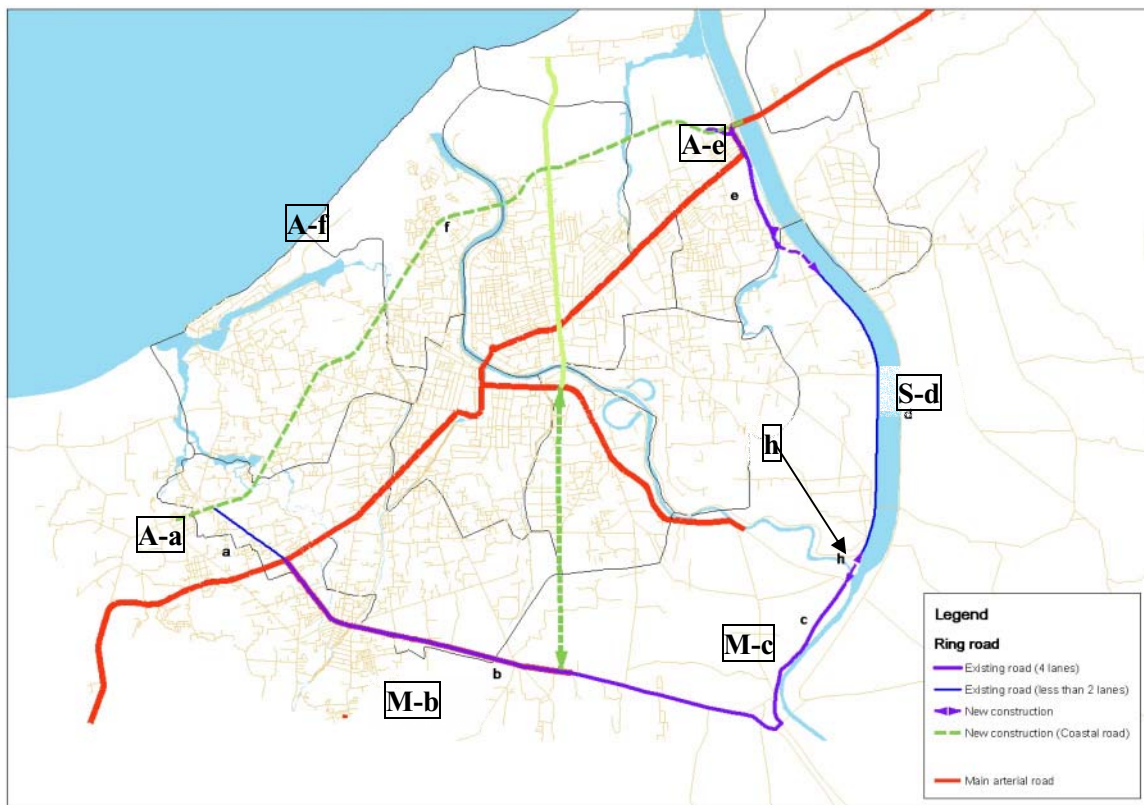 A-e
e
A-f
f
S-d
d
h
A-a
a
h
c
M-c
b
M-b
Legend
Ring road
Existing road (4 lanes)
Existing road (less than 2 lanes)
New construction
New construction (Coastal road)
Main arterial road